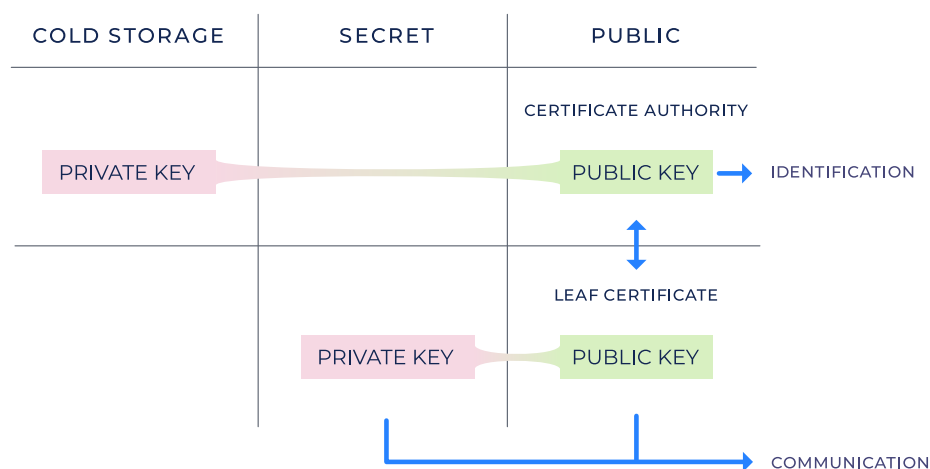 COLD STORAGE
SECRET
PUBLIC
CERTIFICATE AUTHORITY
PRIVATE KEY
PUBLIC KEY
IDENTIFICATION
LEAF CERTIFICATE
PRIVATE KEY
PUBLIC KEY
COMMUNICATION